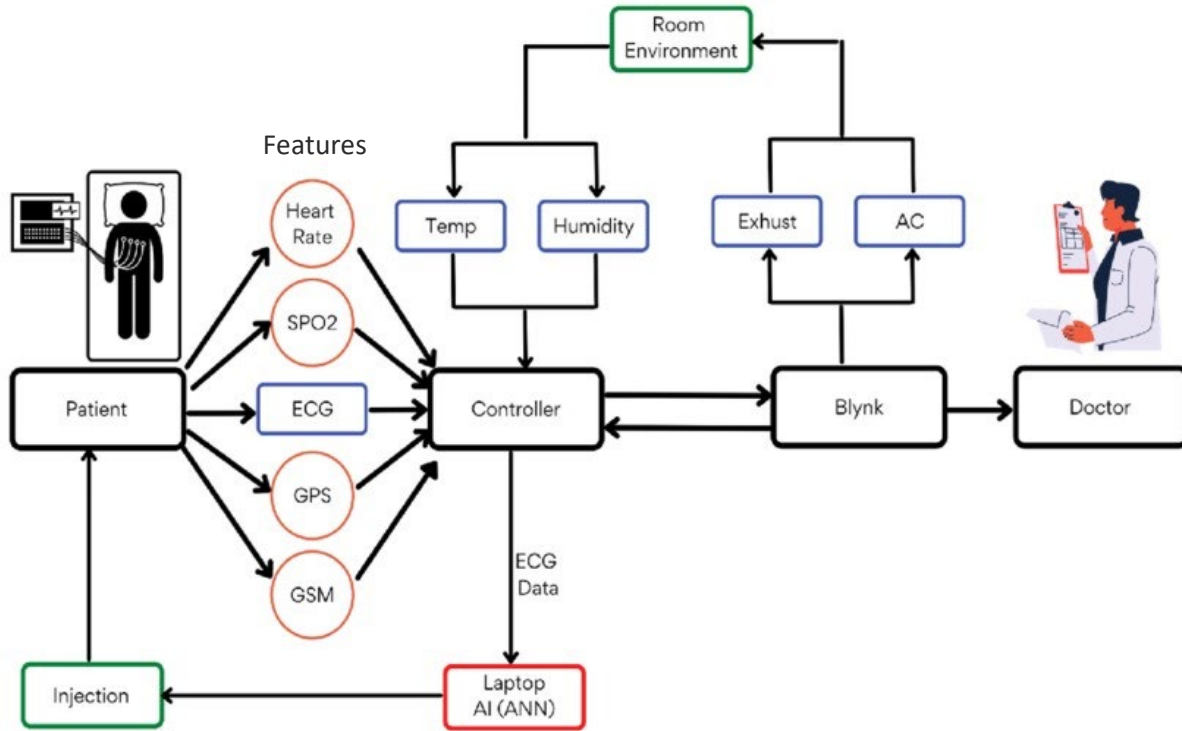 Room
Environment
Features
Heart
Rate
Temp
Humidity
Exhust
AC
SPO2
Patient
ECG
Controller
Blynk
Doctor
GPS
ECG
Data
GSM
Injection
Laptop
AI (ANN)